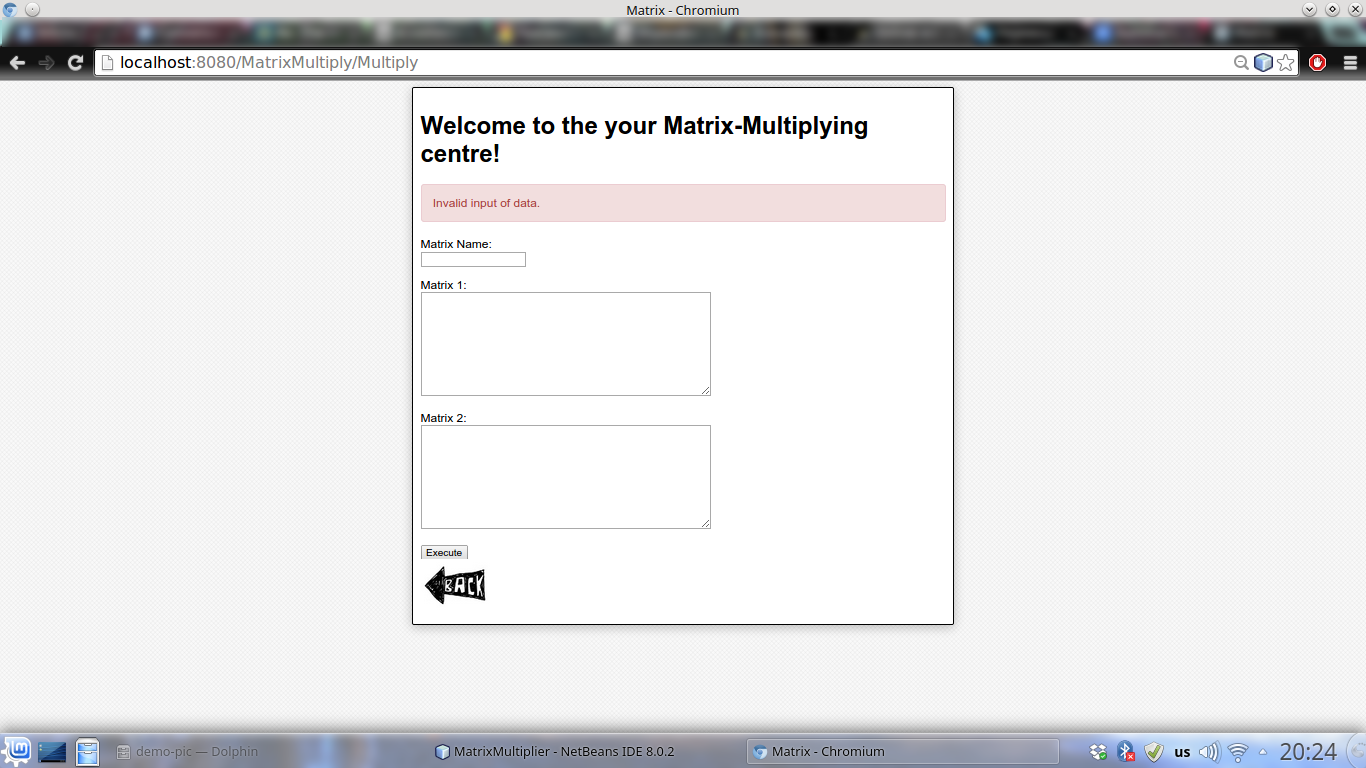 Matrix - Chromium
localhost:8080/MatrixMultiply/Multiply
Welcome to the your Matrix-Multiplying
centre!
Invalid input of data.
Matrix Name:
Matrix 1:
Matrix 2:
Execute
BACK
demo-pic — Dolphin
MatrixMultiplier - NetBeans IDE 8.0.2
Matrix - Chromium
us
20:24